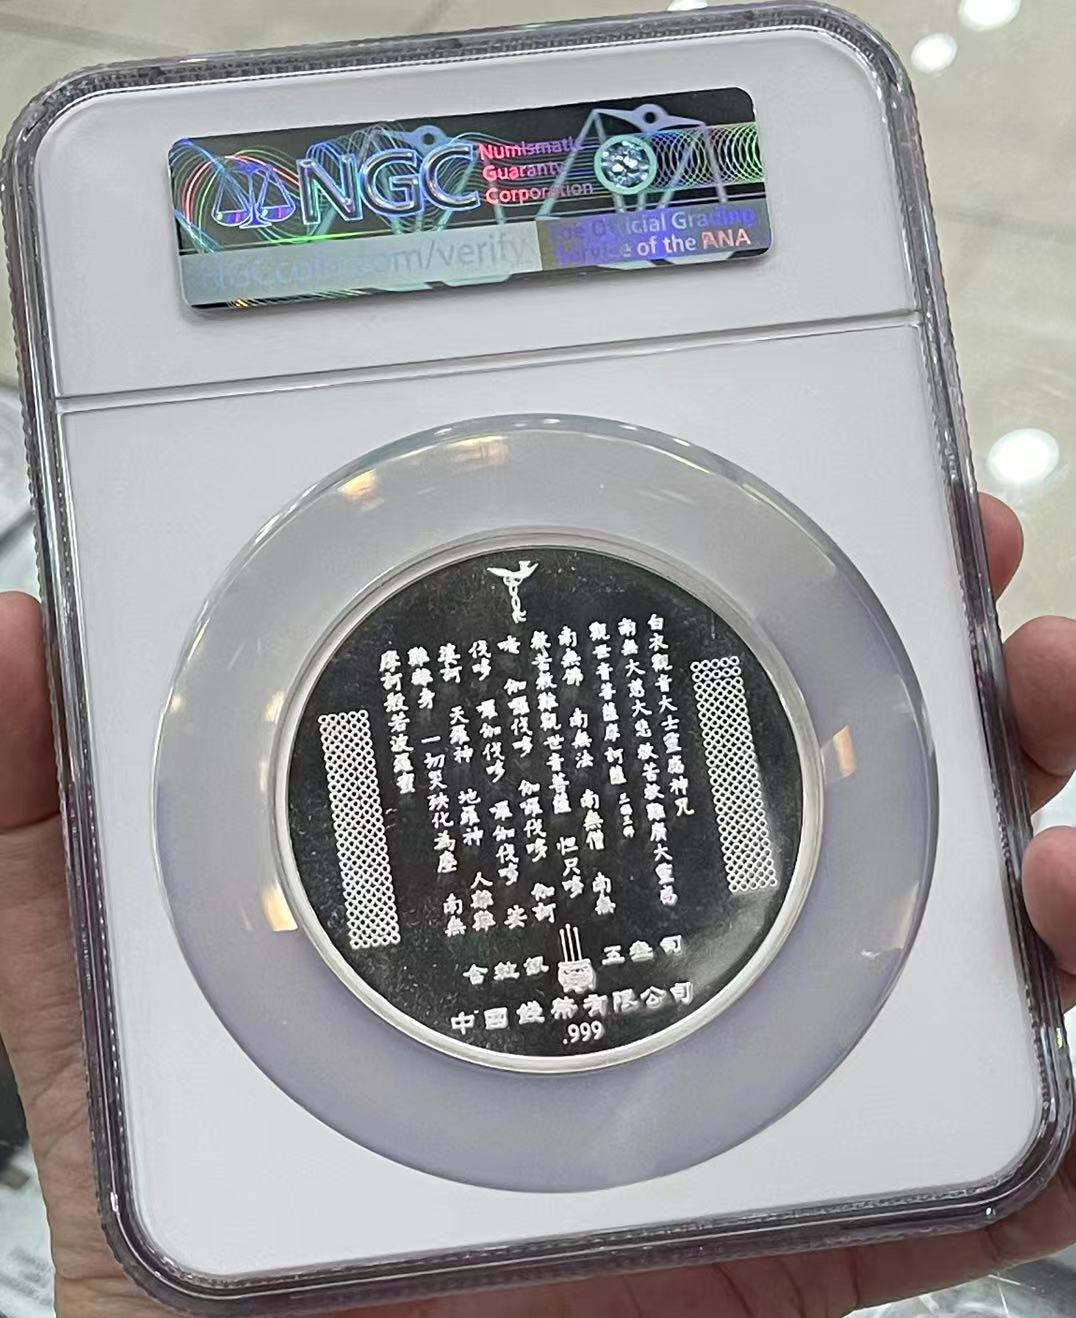 NGC
Numismatic
Guaranty
Corporation
NGCcoin.com/verify
The Official Grading
Service of the ANA
白衣觀音大士靈感神咒
南無大慈大悲救苦救難廣大靈感
觀世音菩薩摩訶薩 三稱三拜
南無佛 南無法 南無僧 南無
救苦救難觀世音菩薩 怛只哆
唵 伽囉伐哆 伽囉伐哆 伽訶
伐哆 囉伽伐哆 囉伽伐哆 娑
婆訶 天羅神 地羅神 人離難
難離身 一切災殃化為塵 南無
摩訶般若波羅蜜
含純銀 五盎司
中國錢幣有限公司
.999